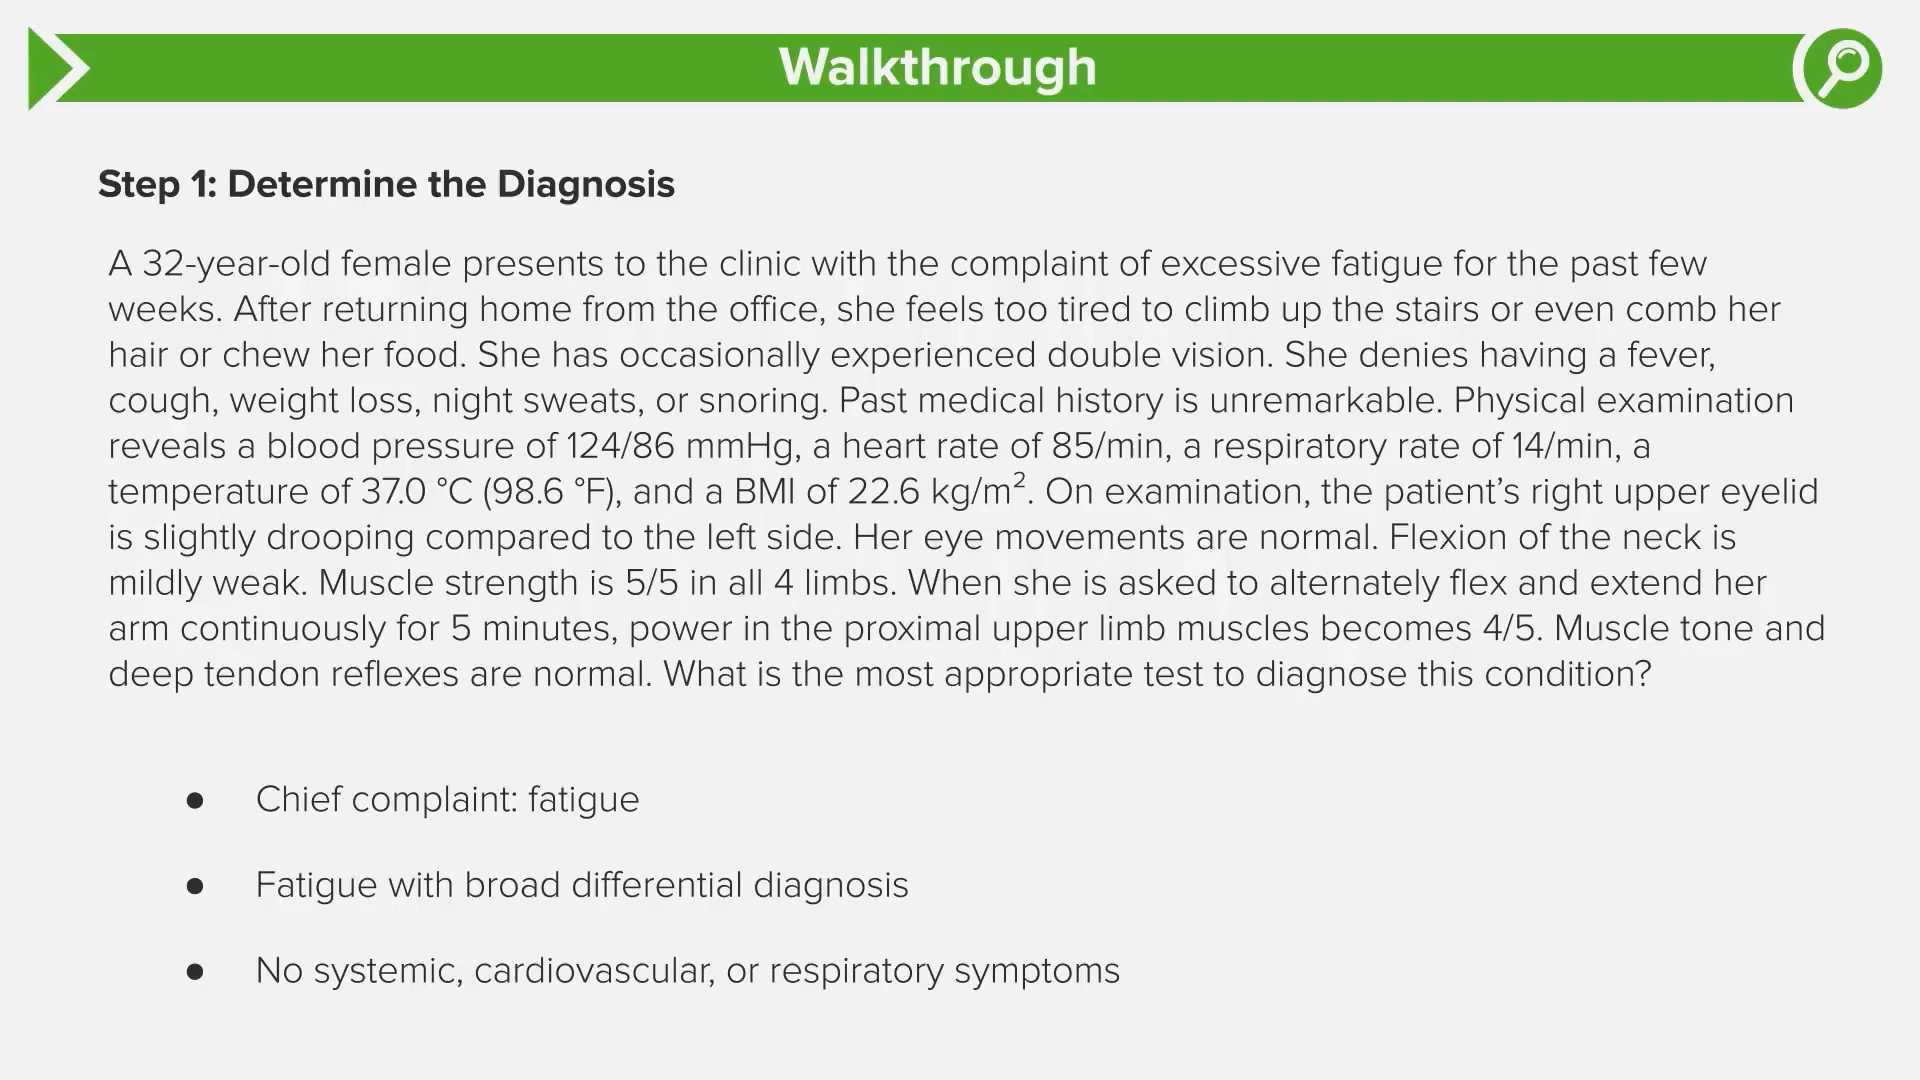 Walkthrough
Step 1: Determine the Diagnosis
A 32-year-old female presents to the clinic with the complaint of excessive fatigue for the past few
weeks. After returning home from the office, she feels too tired to climb up the stairs or even comb her
hair or chew her food. She has occasionally experienced double vision. She denies having a fever,
cough, weight loss, night sweats, or snoring. Past medical history is unremarkable. Physical examination
reveals a blood pressure of 124/86 mmHg, a heart rate of 85/min, a respiratory rate of 14/min, a
temperature of 37.0 °C (98.6 °F), and a BMI of 22.6 kg/m². On examination, the patient’s right upper eyelid
is slightly drooping compared to the left side. Her eye movements are normal. Flexion of the neck is
mildly weak. Muscle strength is 5/5 in all 4 limbs. When she is asked to alternately flex and extend her
arm continuously for 5 minutes, power in the proximal upper limb muscles becomes 4/5. Muscle tone and
deep tendon reflexes are normal. What is the most appropriate test to diagnose this condition?
● Chief complaint: fatigue
● Fatigue with broad differential diagnosis
● No systemic, cardiovascular, or respiratory symptoms